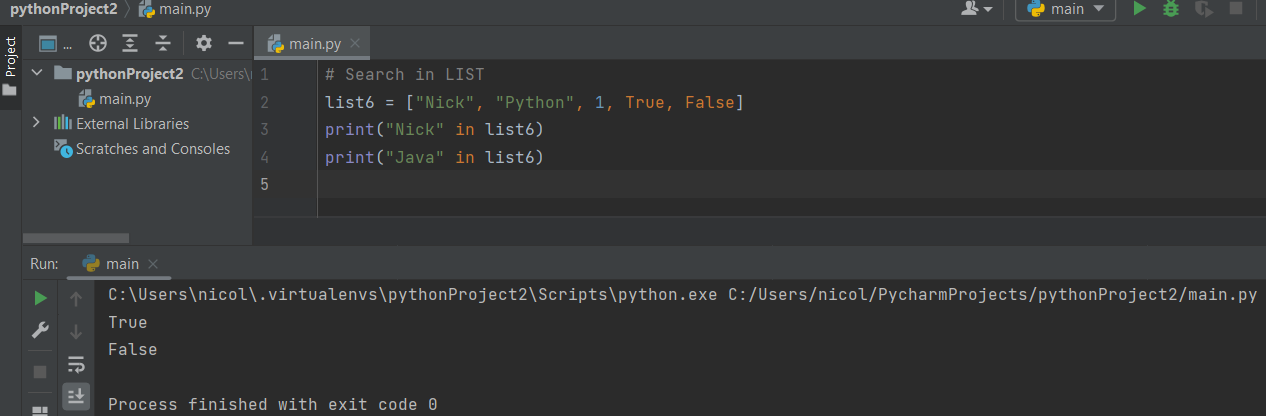 pythonProject2 main.py
main
Project
...
main.py
pythonProject2 C:\Users\
main.py
External Libraries
Scratches and Consoles
1 # Search in LIST
2 list6 = ["Nick", "Python", 1, True, False]
3 print("Nick" in list6)
4 print("Java" in list6)
5
Run: main
C:\Users\nicol\.virtualenvs\pythonProject2\Scripts\python.exe C:/Users/nicol/PycharmProjects/pythonProject2/main.py
True
False
Process finished with exit code 0